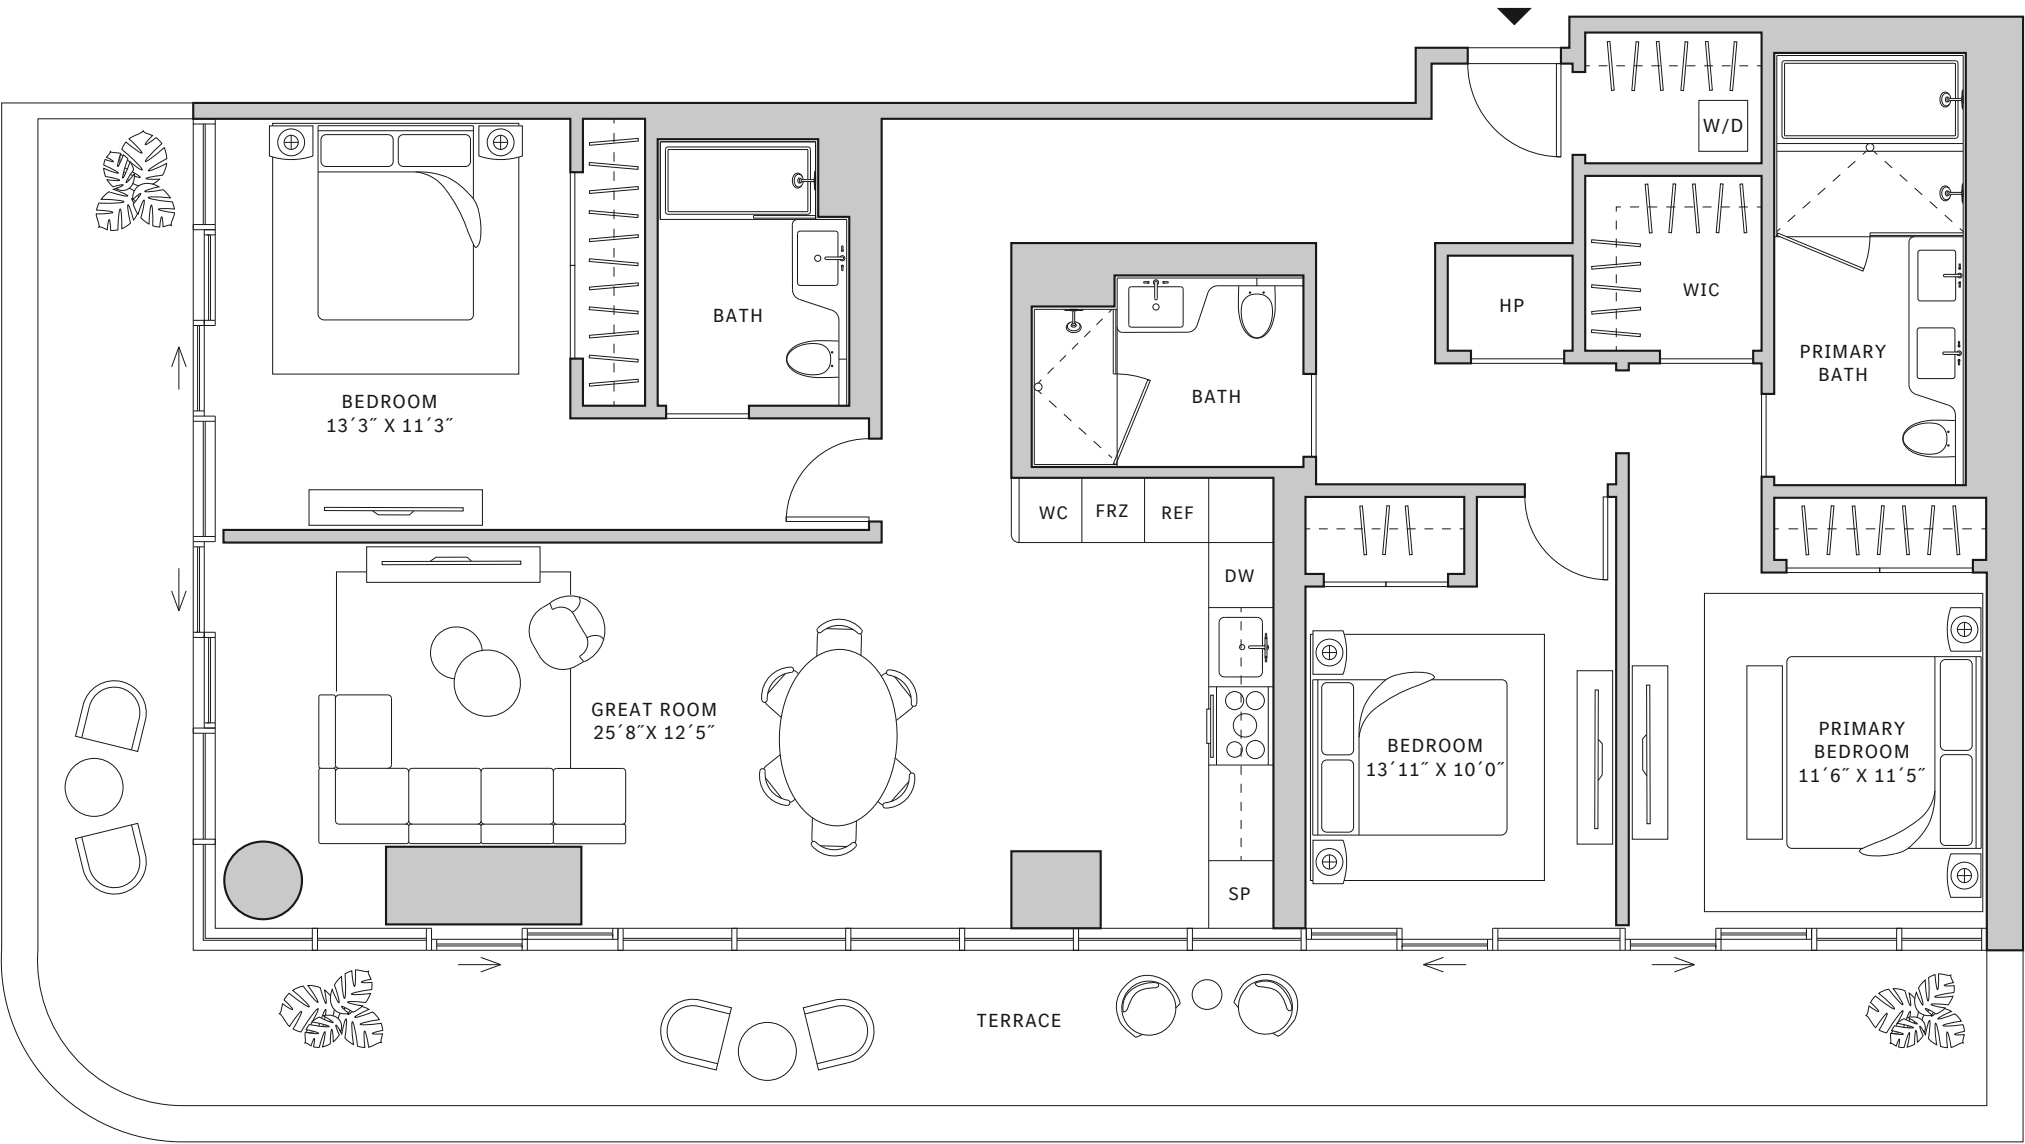 W/D
BATH
HP
WIC
PRIMARY
BATH
BATH
BEDROOM
13´3˝ X 11´3˝
WC
FRZ
REF
DW
GREAT ROOM
25´8˝X 12´5˝
BEDROOM
13´11˝ X 10´0˝
PRIMARY
BEDROOM
11´6˝ X 11´5˝
SP
TERRACE